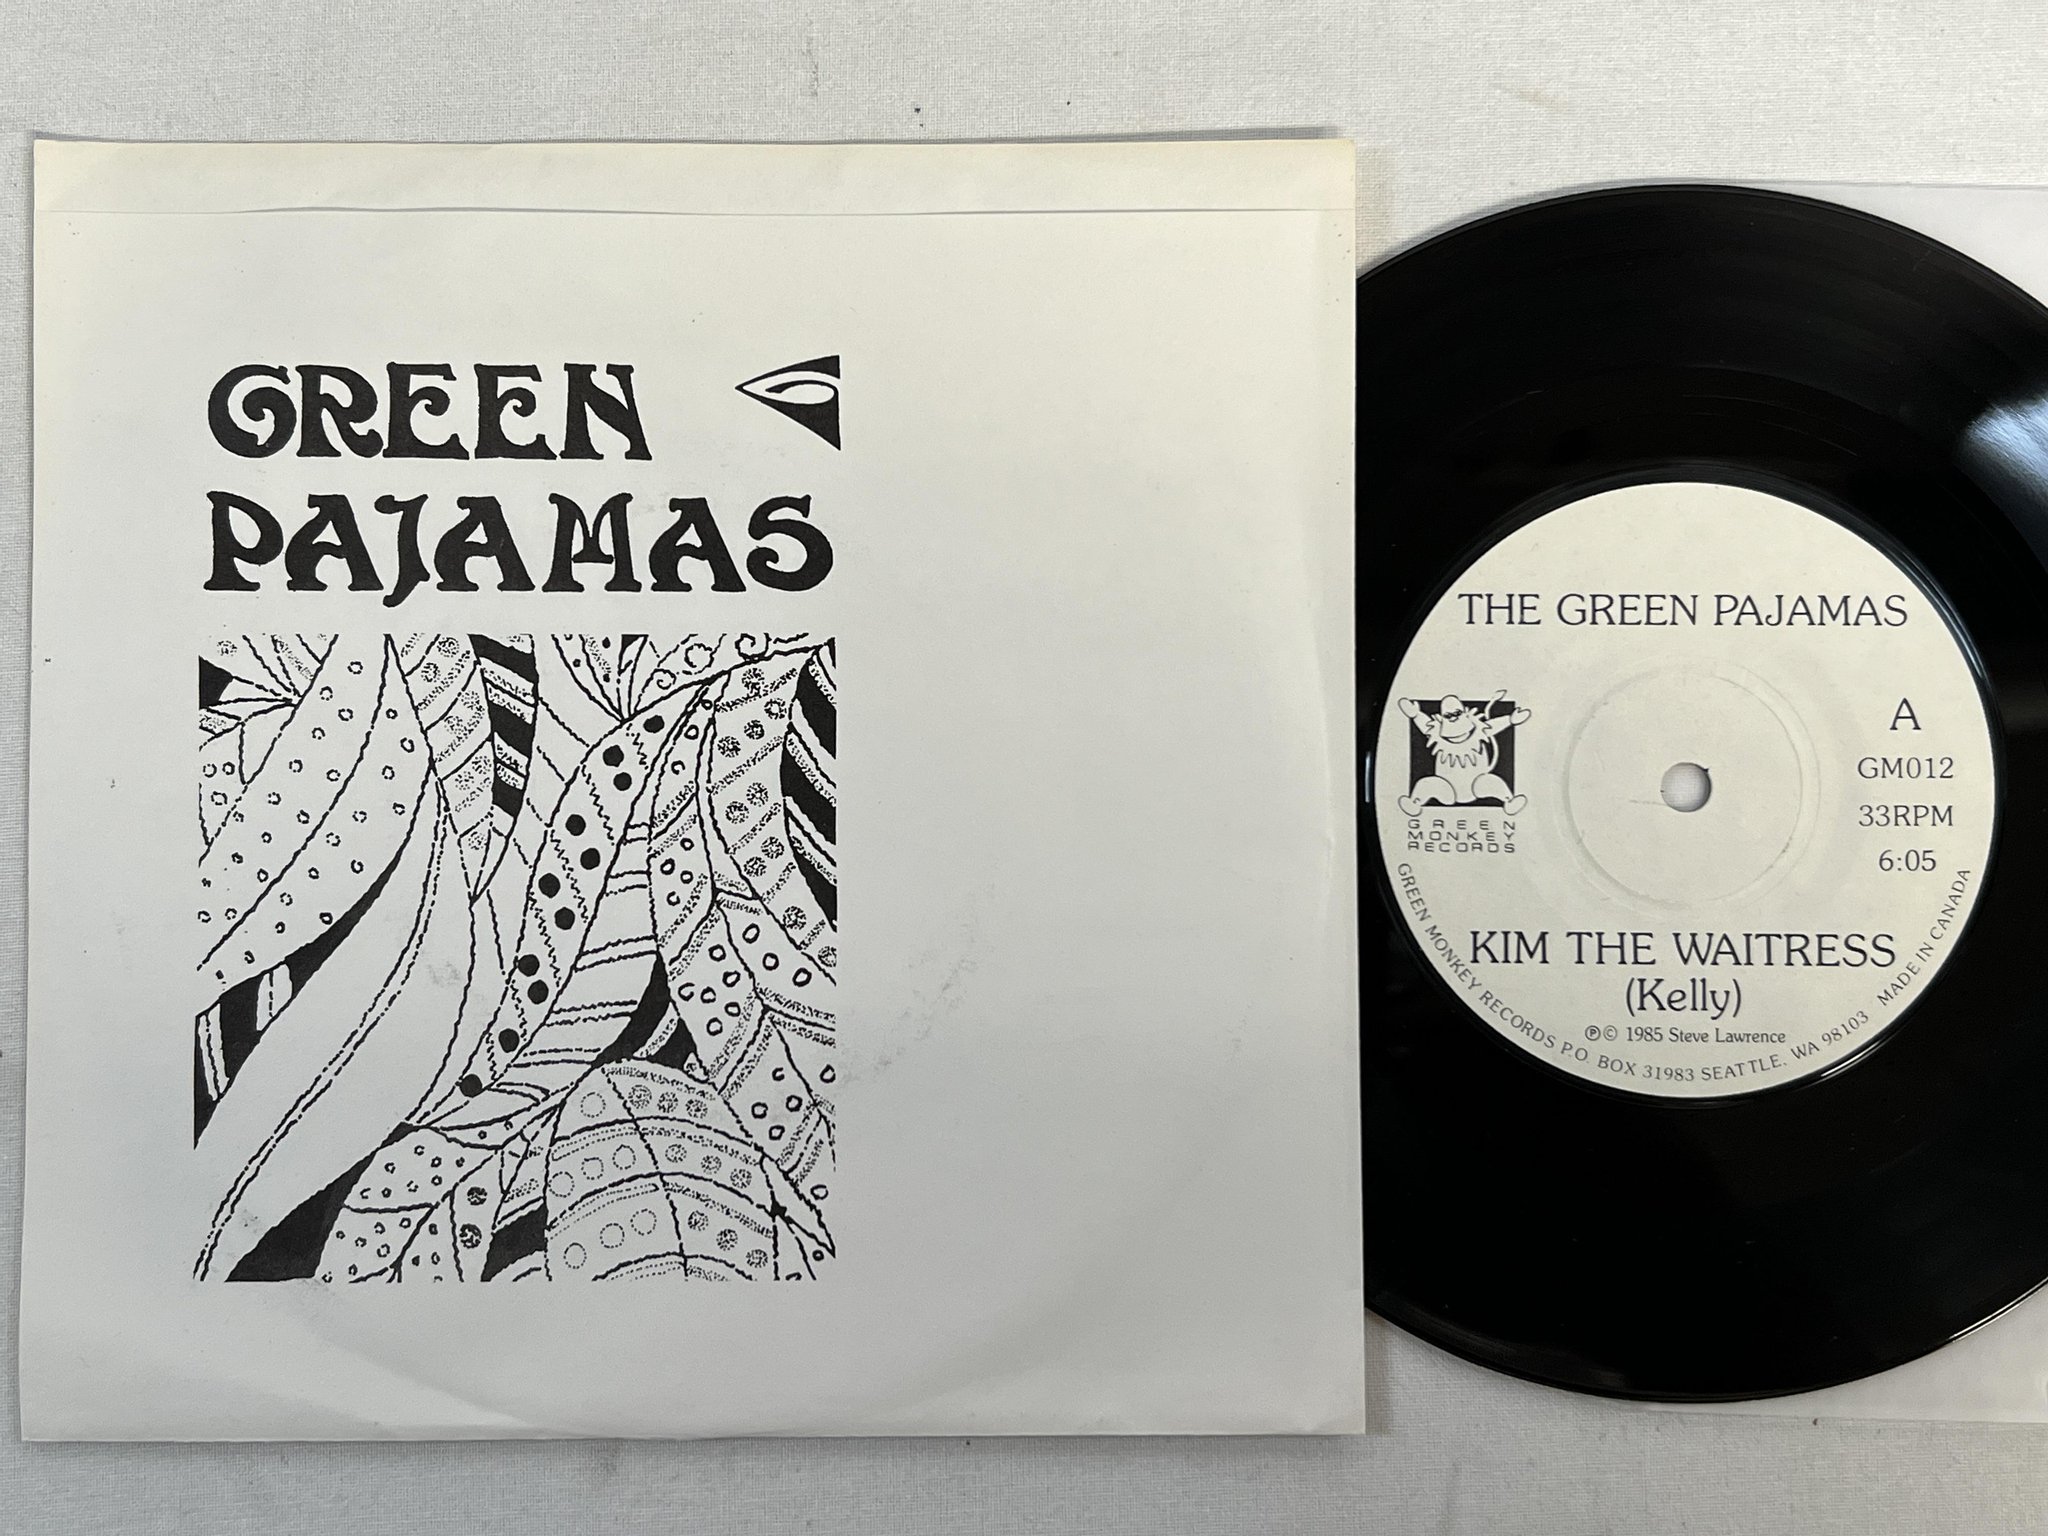 GREEN
PAJAMAS
THE GREEN PAJAMAS
A
GM012
33RPM
6:05
GREEN
MONKEY
RECORDS
KIM THE WAITRESS
(Kelly)
℗© 1985 Steve Lawrence
GREEN MONKEY RECORDS P.O. BOX 31983 SEATTLE, WA 98103 MADE IN CANADA